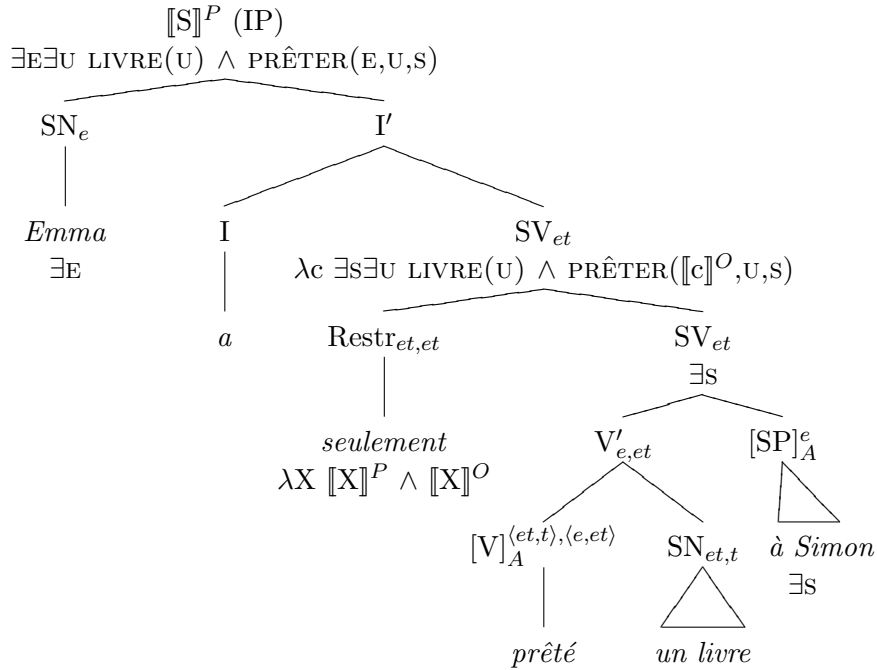 ⟦S⟧^P (IP)
∃E∃U LIVRE(U) ∧ PRÊTER(E,U,S)
SN_e I′
Emma I SV_et
∃E λc ∃S∃U LIVRE(U) ∧ PRÊTER(⟦c⟧^O,U,S)
a Restr_et,et SV_et
∃S
seulement V′_e,et [SP]_A^e
λX ⟦X⟧^P ∧ ⟦X⟧^O
[V]_A^⟨et,t⟩,⟨e,et⟩ SN_et,t à Simon
∃S
prêté un livre